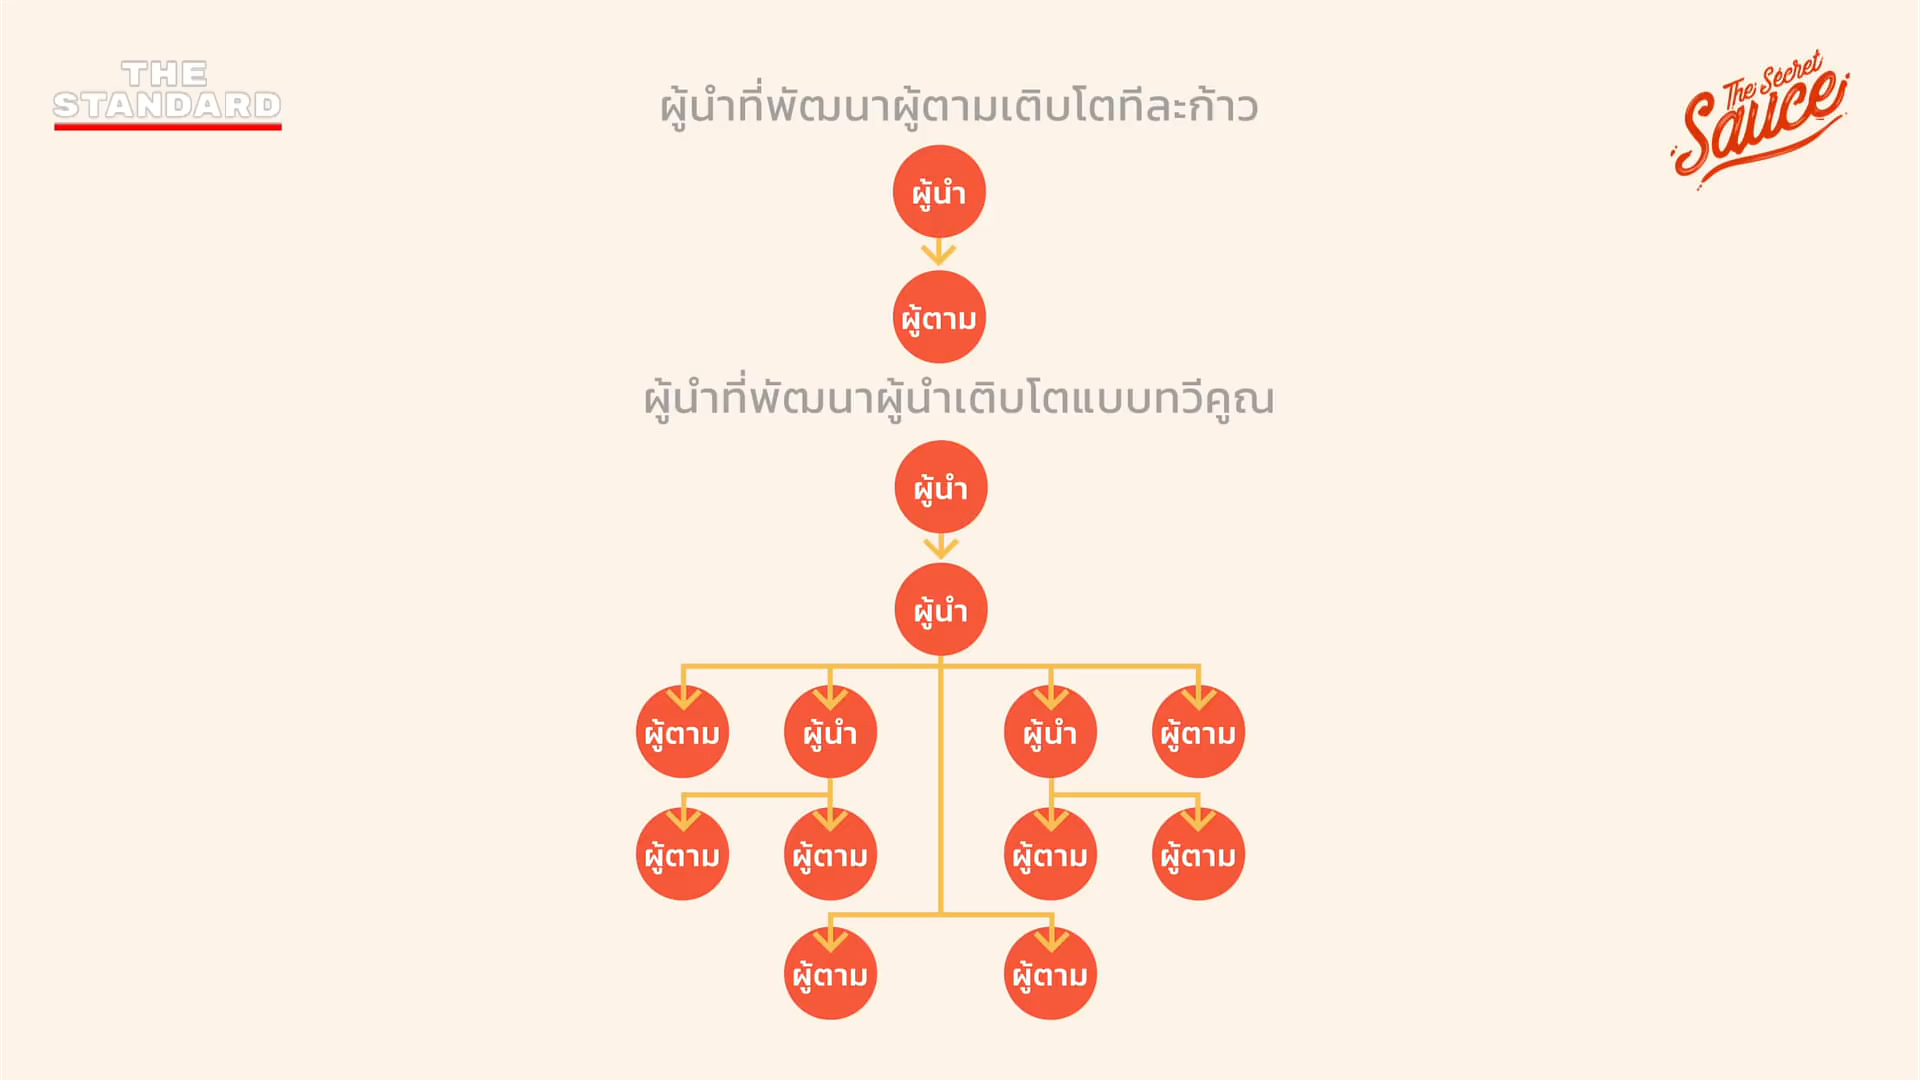 THE
STANDARD
The Secret
Sauce
ผู้นำที่พัฒนาผู้ตามเติบโตทีละก้าว
ผู้นำ
ผู้ตาม
ผู้นำที่พัฒนาผู้นำเติบโตแบบทวีคูณ
ผู้นำ
ผู้นำ
ผู้ตาม ผู้นำ ผู้นำ ผู้ตาม
ผู้ตาม ผู้ตาม ผู้ตาม ผู้ตาม
ผู้ตาม ผู้ตาม